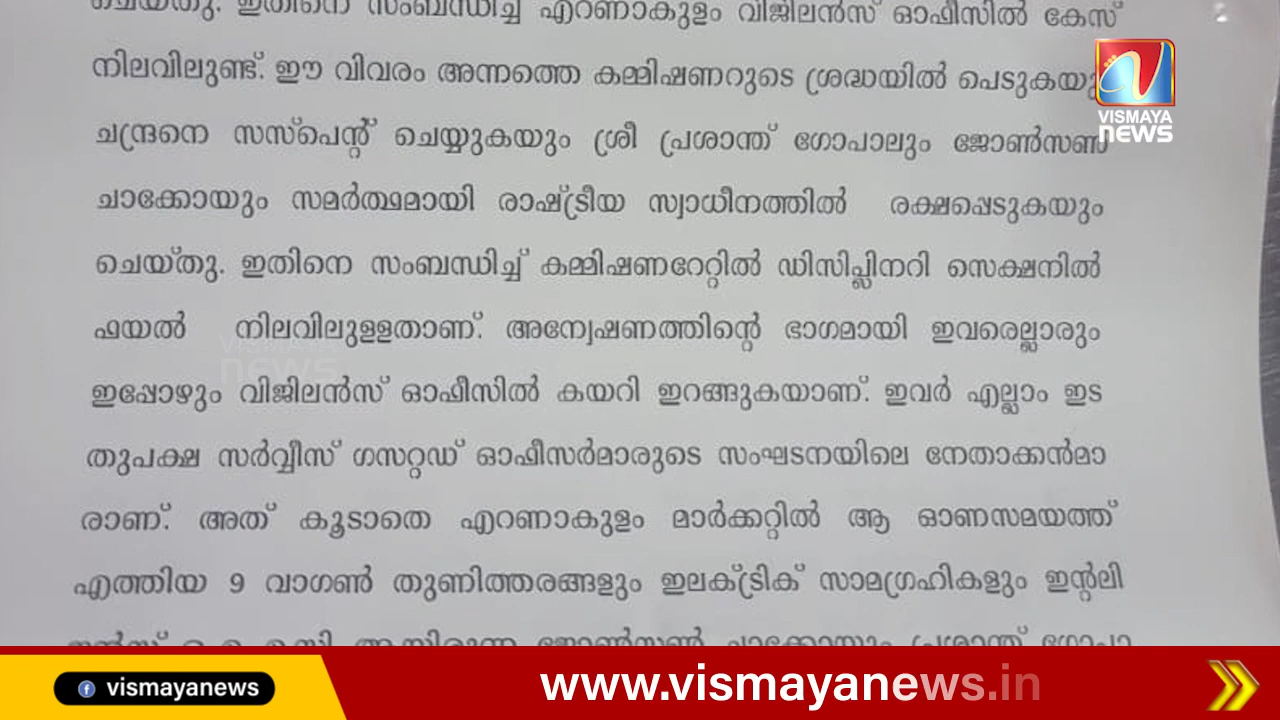 ചെയ്തു. ഇതിനെ സംബന്ധിച്ച് എറണാകുളം വിജിലൻസ് ഓഫീസിൽ കേസ്
നിലവിലുണ്ട്. ഈ വിവരം അന്നത്തെ കമ്മിഷണറുടെ ശ്രദ്ധയിൽ പെടുകയു
ചന്ദ്രനെ സസ്പെന്റ് ചെയ്യുകയും ശ്രീ പ്രശാന്ത് ഗോപാലും ജോൺസൺ
ചാക്കോയും സമർത്ഥമായി രാഷ്ട്രീയ സ്വാധീനത്തിൽ രക്ഷപ്പെടുകയും
ചെയ്തു. ഇതിനെ സംബന്ധിച്ച് കമ്മിഷണറേറ്റിൽ ഡിസിപ്ലിനറി സെക്ഷനിൽ
ഫയൽ നിലവിലുളളതാണ്. അന്വേഷണത്തിന്റെ ഭാഗമായി ഇവരെല്ലാരും
ഇപ്പോഴും വിജിലൻസ് ഓഫീസിൽ കയറി ഇറങ്ങുകയാണ്. ഇവർ എല്ലാം ഇട
തുപക്ഷ സർവ്വീസ് ഗസറ്റഡ് ഓഫീസർമാരുടെ സംഘടനയിലെ നേതാക്കൻമാ
രാണ്. അത് കൂടാതെ എറണാകുളം മാർക്കറ്റിൽ ആ ഓണസമയത്ത്
എത്തിയ 9 വാഗൺ തുണിത്തരങ്ങളും ഇലക്ട്രിക് സാമഗ്രഹികളും ഇന്റലി
ജോൺസൺ ചാക്കോയും പ്രശാന്ത് ഗോപാ
VISMAYA
NEWS
news
vismayanews
www.vismayanews.in